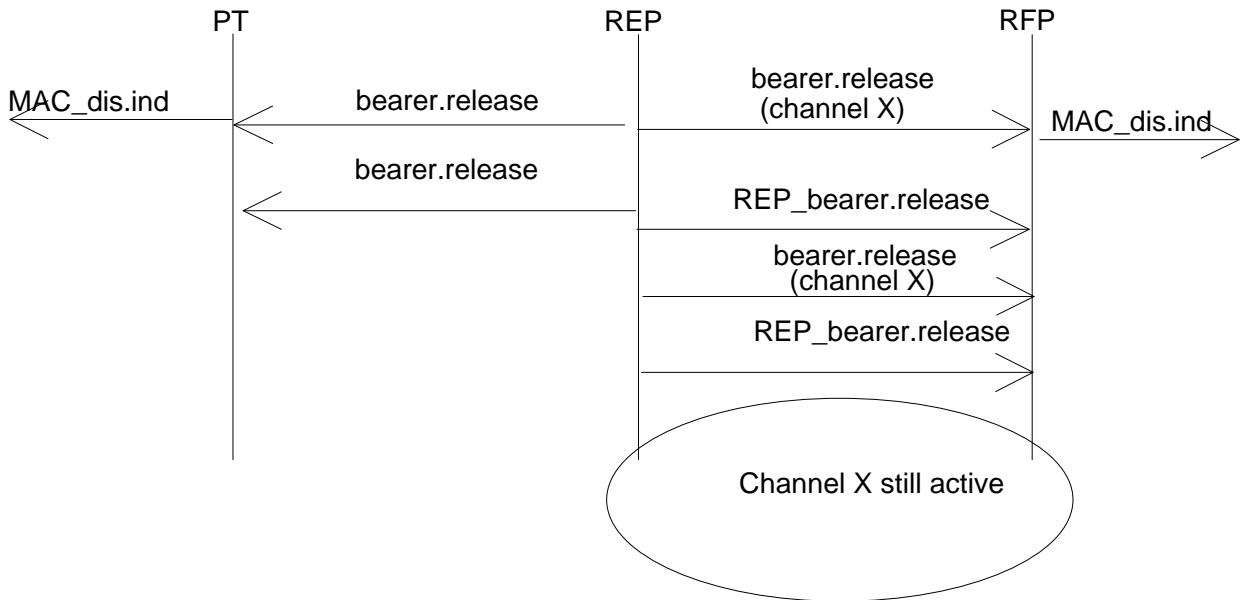 PT
REP
RFP
MAC_dis.ind
bearer.release
bearer.release
(channel X)
MAC_dis.ind
bearer.release
REP_bearer.release
bearer.release
(channel X)
REP_bearer.release
Channel X still active